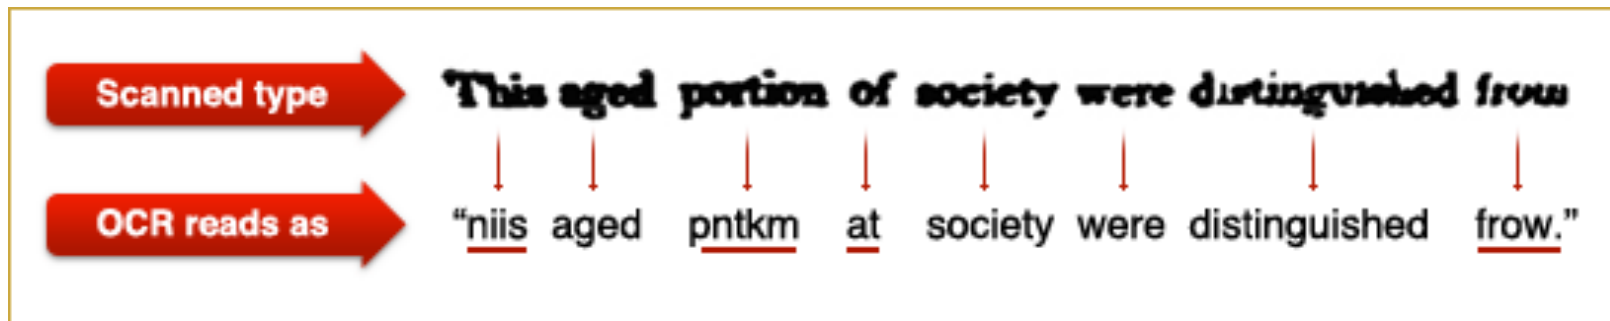 Scanned type
This aged portion of society were distinguished from
OCR reads as
“niis aged pntkm at society were distinguished frow.”